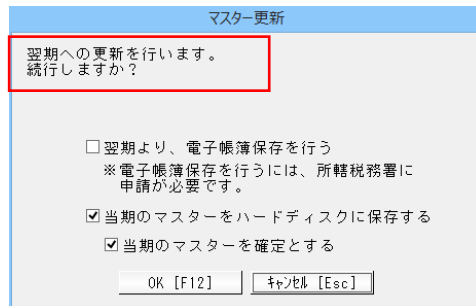 マスター更新
翌期への更新を行います。
続行しますか？
翌期より、電子帳簿保存を行う
※電子帳簿保存を行うには、所轄税務署に
申請が必要です。
当期のマスターをハードディスクに保存する
当期のマスターを確定とする
OK [F12] ｷｬﾝｾﾙ [Esc]